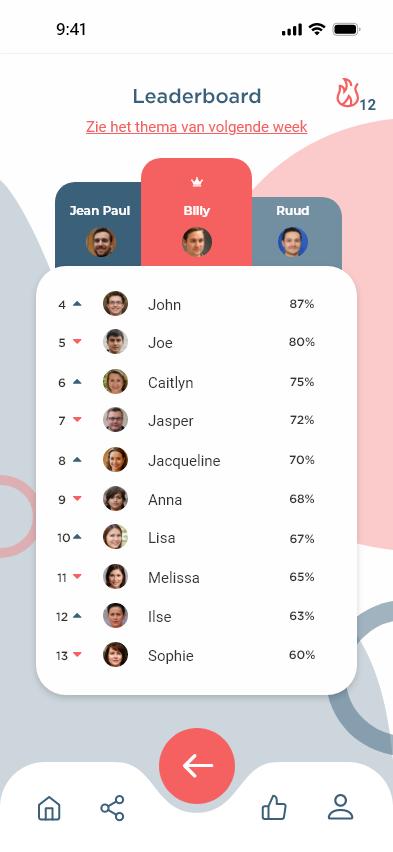 9:41
Leaderboard
12
Zie het thema van volgende week
Jean Paul
Billy
Ruud
4 John 87%
5 Joe 80%
6 Caitlyn 75%
7 Jasper 72%
8 Jacqueline 70%
9 Anna 68%
10 Lisa 67%
11 Melissa 65%
12 Ilse 63%
13 Sophie 60%